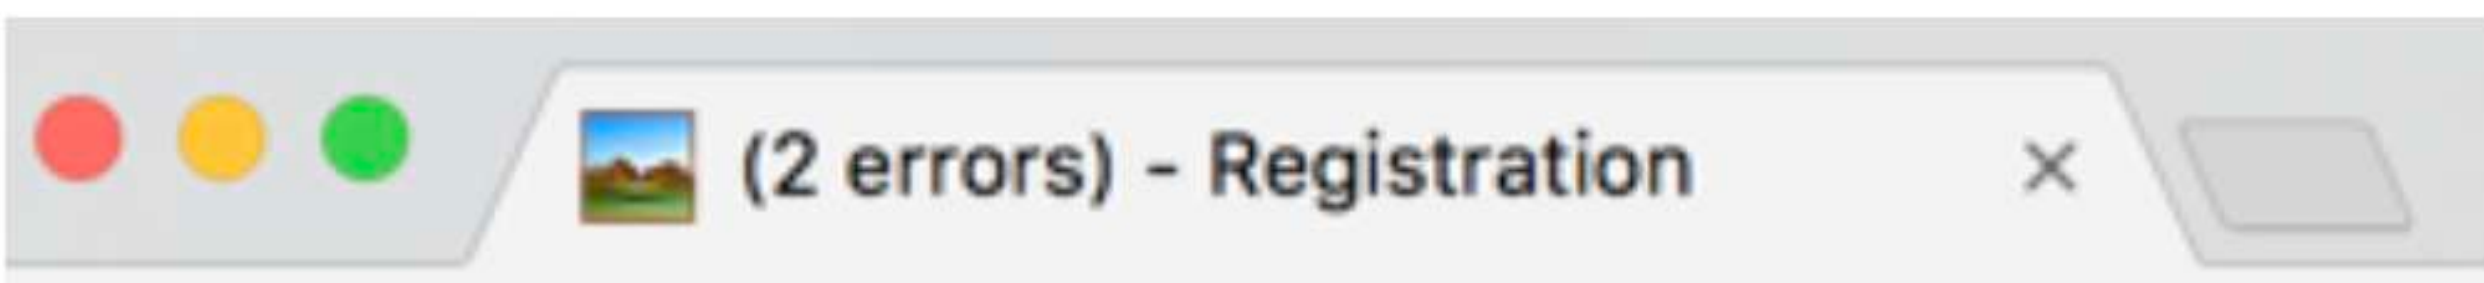 (2 errors) - Registration